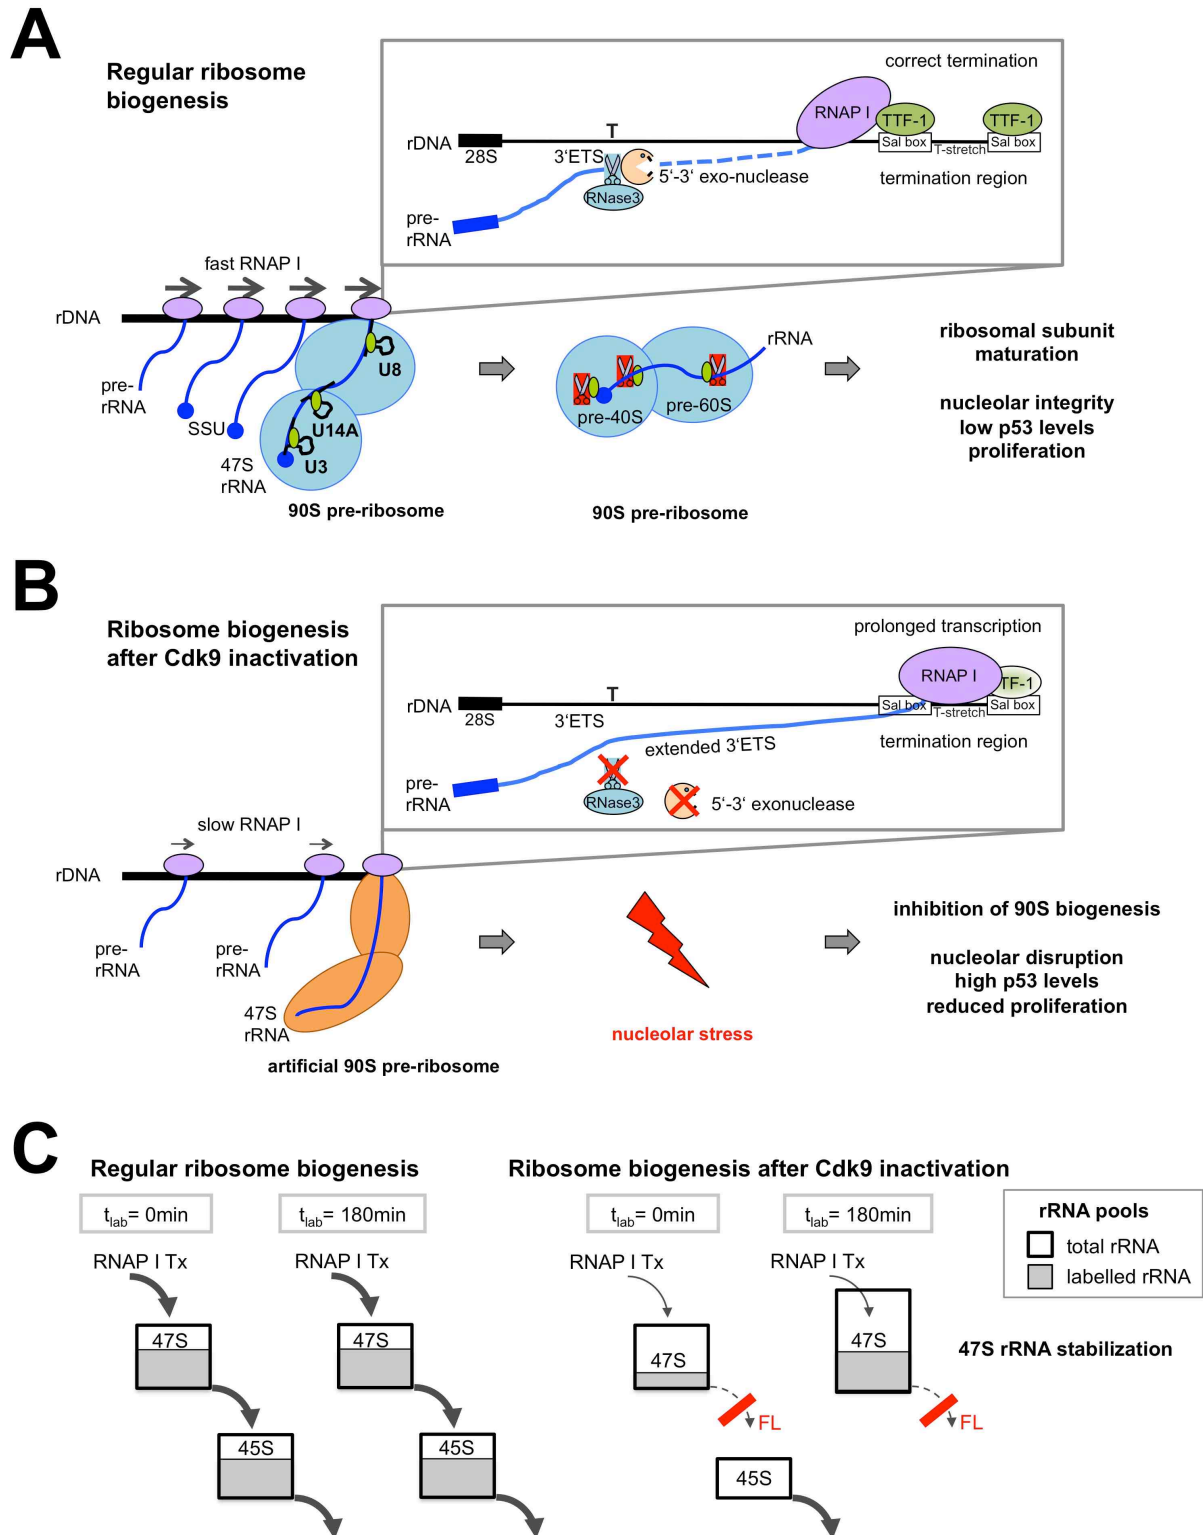 A
Regular ribosome
biogenesis
correct termination
RNAP I
TTF-1
TTF-1
T
rDNA
Sal box
T-stretch
Sal box
28S
3‘ETS
5‘-3‘ exo-nuclease
termination region
RNase3
pre-
rRNA
fast RNAP I
rDNA
pre-
rRNA
SSU
47S
rRNA
U8
U14A
U3
90S pre-ribosome
rRNA
pre-40S
pre-60S
90S pre-ribosome
ribosomal subunit
maturation
nucleolar integrity
low p53 levels
proliferation
B
Ribosome biogenesis
after Cdk9 inactivation
prolonged transcription
RNAP I
TF-1
T
rDNA
Sal box
T-stretch
Sal box
28S
3‘ETS
extended 3‘ETS
termination region
pre-
rRNA
RNase3
5‘-3‘ exonuclease
slow RNAP I
rDNA
pre-
rRNA
pre-
rRNA
47S
rRNA
artificial 90S pre-ribosome
nucleolar stress
inhibition of 90S biogenesis
nucleolar disruption
high p53 levels
reduced proliferation
C
Regular ribosome biogenesis
Ribosome biogenesis after Cdk9 inactivation
tlab= 0min
tlab= 180min
tlab= 0min
tlab= 180min
rRNA pools
total rRNA
labelled rRNA
RNAP I Tx
RNAP I Tx
RNAP I Tx
RNAP I Tx
47S
47S
47S
47S
47S rRNA stabilization
FL
FL
45S
45S
45S